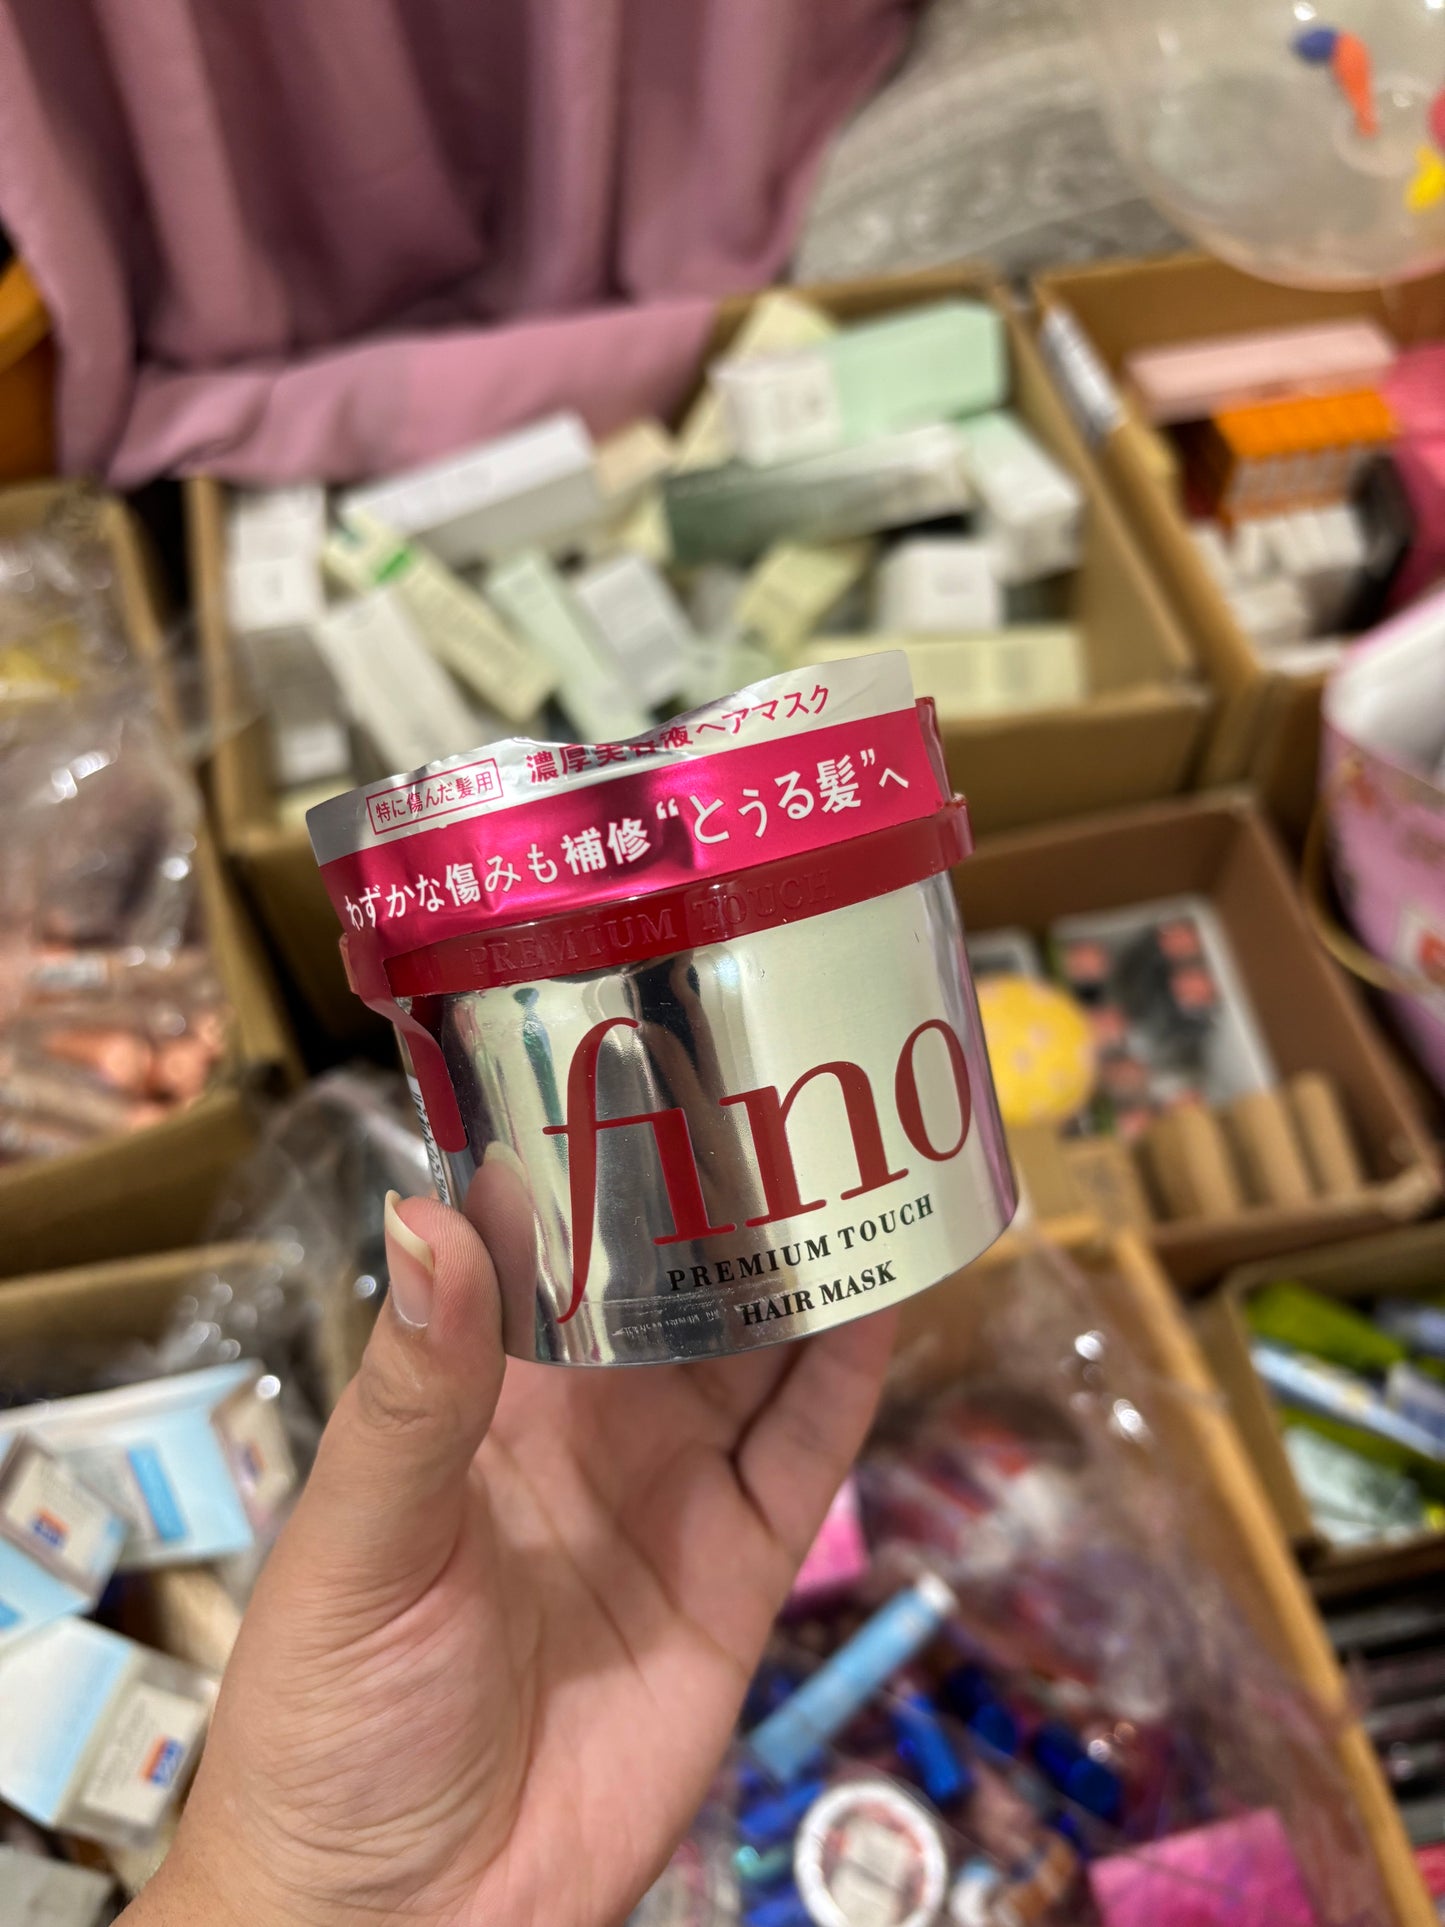 特に傷んだ髪用
濃厚美容液ヘアマスク
わずかな傷みも補修“とうる髪”へ
PREMIUM TOUCH
fino
PREMIUM TOUCH
HAIR MASK